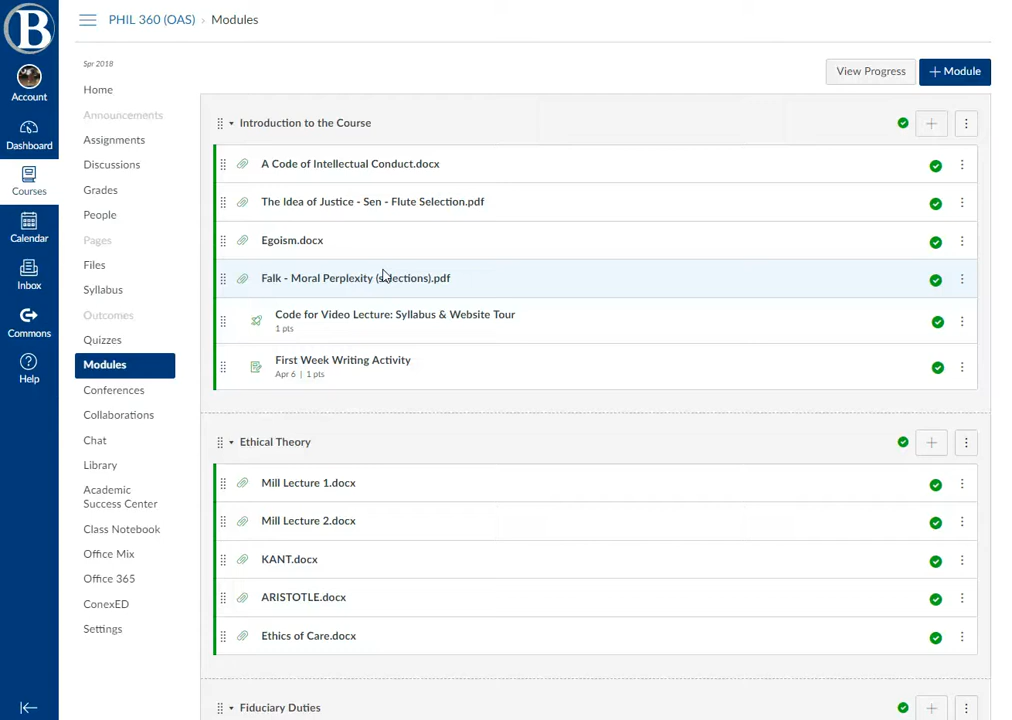 B
PHIL 360 (OAS) › Modules
Account
Dashboard
Courses
Calendar
Inbox
Commons
Help
Spr 2018
Home
Announcements
Assignments
Discussions
Grades
People
Pages
Files
Syllabus
Outcomes
Quizzes
Modules
Conferences
Collaborations
Chat
Library
Academic
Success Center
Class Notebook
Office Mix
Office 365
ConexED
Settings
View Progress
+ Module
Introduction to the Course
A Code of Intellectual Conduct.docx
The Idea of Justice - Sen - Flute Selection.pdf
Egoism.docx
Falk - Moral Perplexity (selections).pdf
Code for Video Lecture: Syllabus & Website Tour
1 pts
First Week Writing Activity
Apr 6 | 1 pts
Ethical Theory
Mill Lecture 1.docx
Mill Lecture 2.docx
KANT.docx
ARISTOTLE.docx
Ethics of Care.docx
Fiduciary Duties